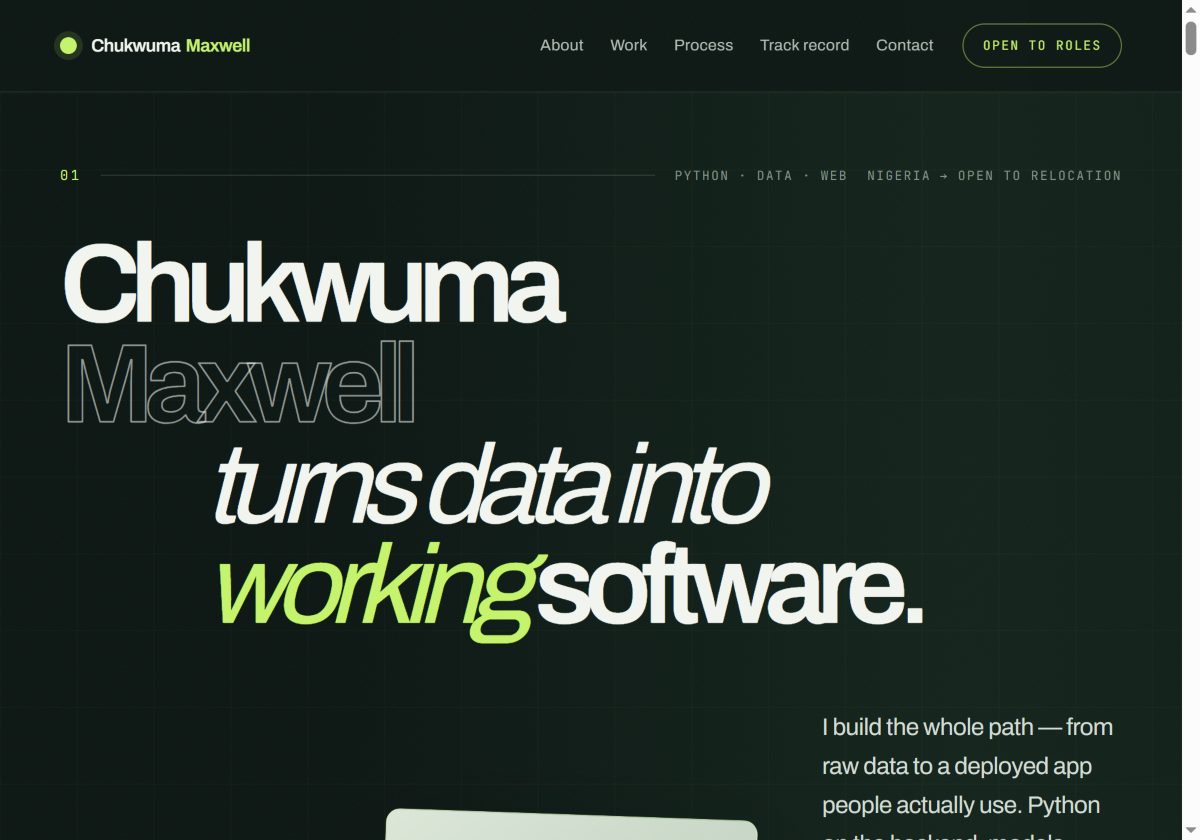 Chukwuma Maxwell
About Work Process Track record Contact OPEN TO ROLES
01
PYTHON · DATA · WEB NIGERIA → OPEN TO RELOCATION
Chukwuma
Maxwell
turns data into
working software.
I build the whole path — from
raw data to a deployed app
people actually use. Python